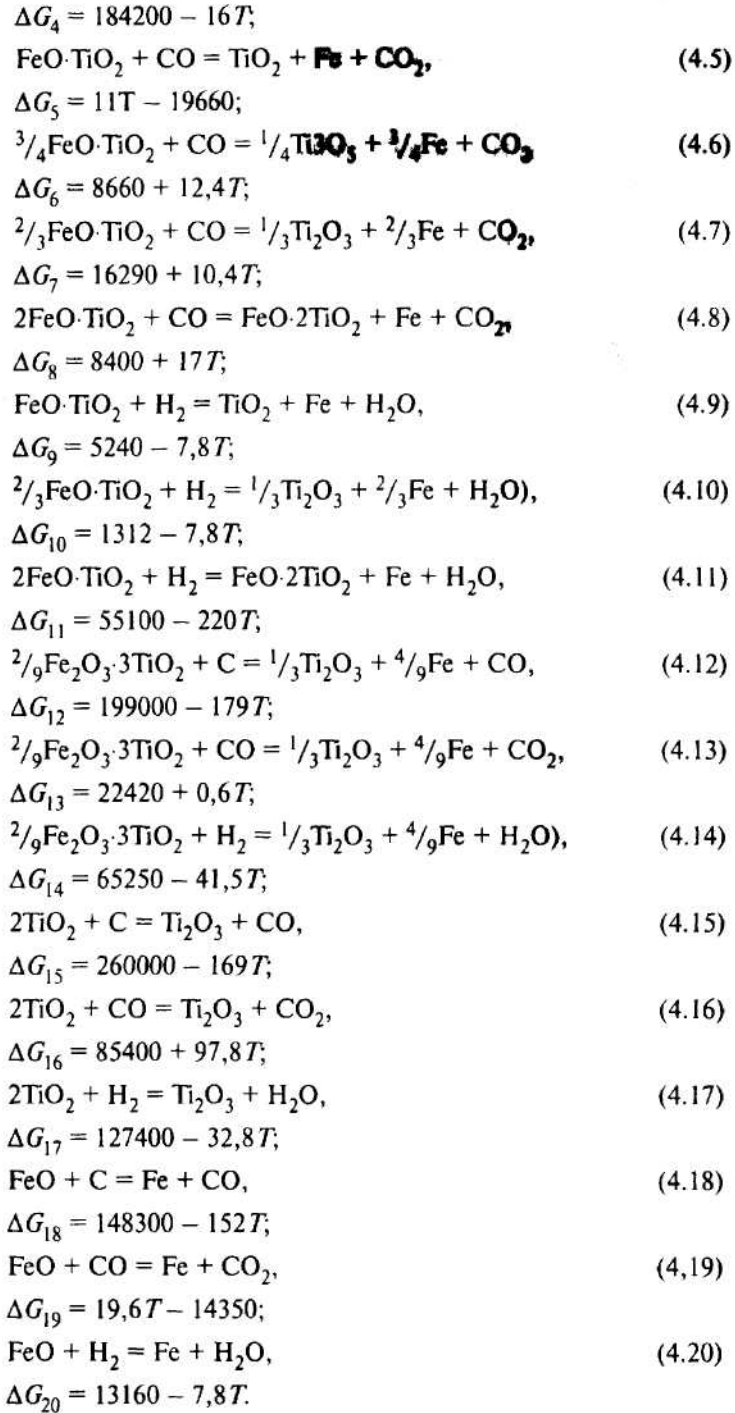 ΔG₄ = 184200 – 16T;
FeO·TiO₂ + CO = TiO₂ + Fe + CO₂, (4.5)
ΔG₅ = 11T – 19660;
³/₄FeO·TiO₂ + CO = ¹/₄Ti3O₅ + ³/₄Fe + CO₂ (4.6)
ΔG₆ = 8660 + 12,4T;
²/₃FeO·TiO₂ + CO = ¹/₃Ti₂O₃ + ²/₃Fe + CO₂, (4.7)
ΔG₇ = 16290 + 10,4T;
2FeO·TiO₂ + CO = FeO·2TiO₂ + Fe + CO₂, (4.8)
ΔG₈ = 8400 + 17T;
FeO·TiO₂ + H₂ = TiO₂ + Fe + H₂O, (4.9)
ΔG₉ = 5240 – 7,8T;
²/₃FeO·TiO₂ + H₂ = ¹/₃Ti₂O₃ + ²/₃Fe + H₂O), (4.10)
ΔG₁₀ = 1312 – 7,8T;
2FeO·TiO₂ + H₂ = FeO·2TiO₂ + Fe + H₂O, (4.11)
ΔG₁₁ = 55100 – 220T;
²/₉Fe₂O₃·3TiO₂ + C = ¹/₃Ti₂O₃ + ⁴/₉Fe + CO, (4.12)
ΔG₁₂ = 199000 – 179T;
²/₉Fe₂O₃·3TiO₂ + CO = ¹/₃Ti₂O₃ + ⁴/₉Fe + CO₂, (4.13)
ΔG₁₃ = 22420 + 0,6T;
²/₉Fe₂O₃·3TiO₂ + H₂ = ¹/₃Ti₂O₃ + ⁴/₉Fe + H₂O), (4.14)
ΔG₁₄ = 65250 – 41,5T;
2TiO₂ + C = Ti₂O₃ + CO, (4.15)
ΔG₁₅ = 260000 – 169T;
2TiO₂ + CO = Ti₂O₃ + CO₂, (4.16)
ΔG₁₆ = 85400 + 97,8T;
2TiO₂ + H₂ = Ti₂O₃ + H₂O, (4.17)
ΔG₁₇ = 127400 – 32,8T;
FeO + C = Fe + CO, (4.18)
ΔG₁₈ = 148300 – 152T;
FeO + CO = Fe + CO₂, (4,19)
ΔG₁₉ = 19,6T – 14350;
FeO + H₂ = Fe + H₂O, (4.20)
ΔG₂₀ = 13160 – 7,8T.